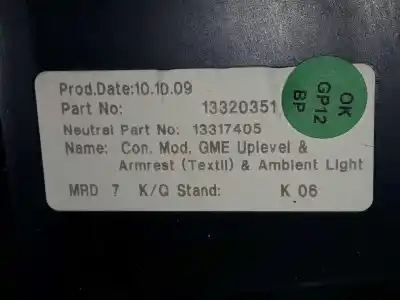 Prod.Date:10.10.09
Part No: 13320351
Neutral Part No: 13317405
Name: Con. Mod. GME Uplevel &
Armrest (Textil) & Ambient Light
MRD 7 K/Q Stand: K 06
OK
GP12
BP